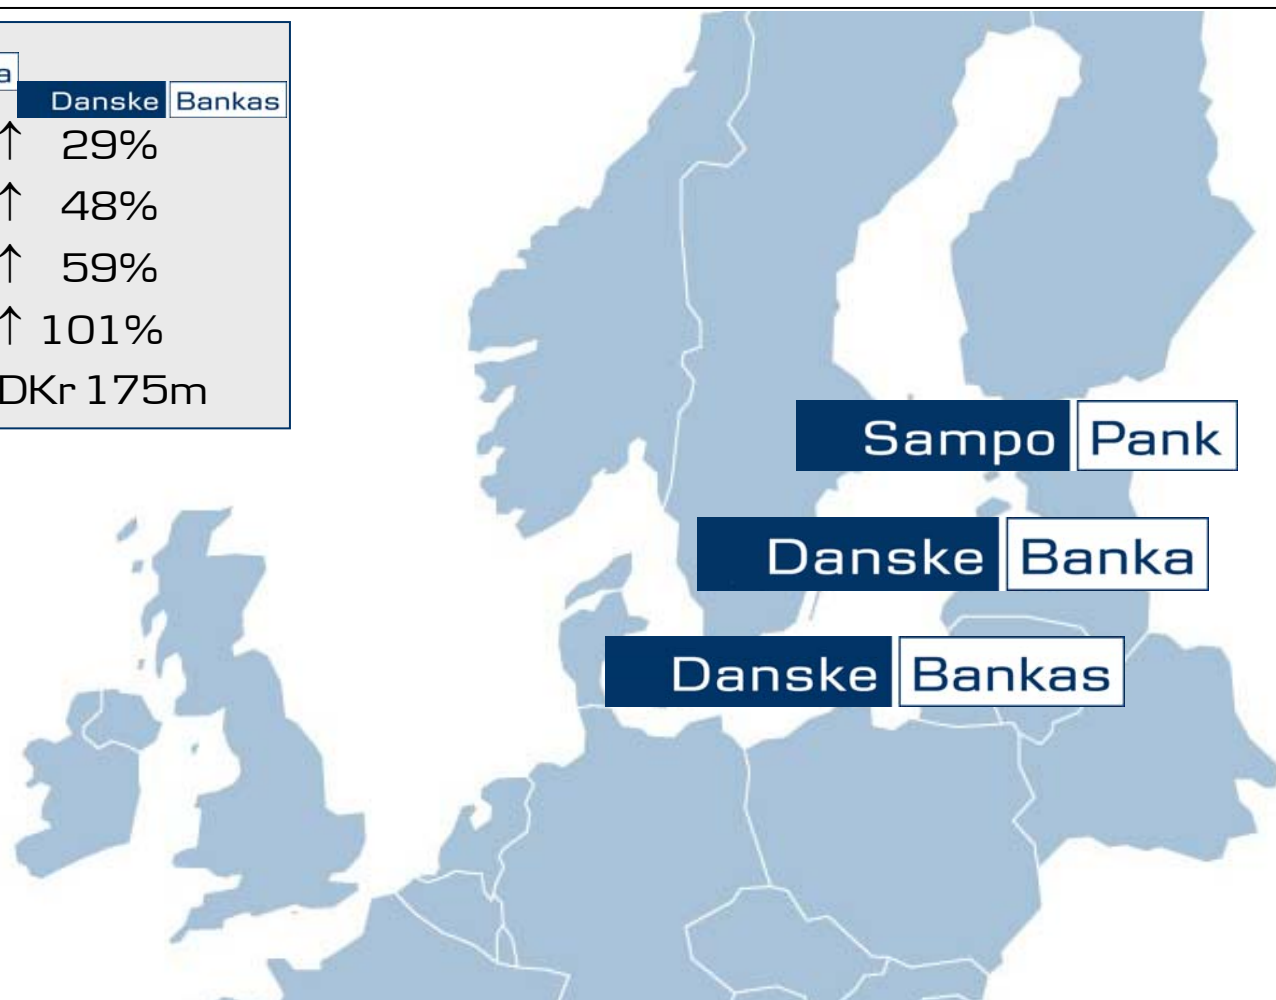 a
Danske Bankas
↑ 29%
↑ 48%
↑ 59%
↑ 101%
DKr 175m
Sampo Pank
Danske Banka
Danske Bankas